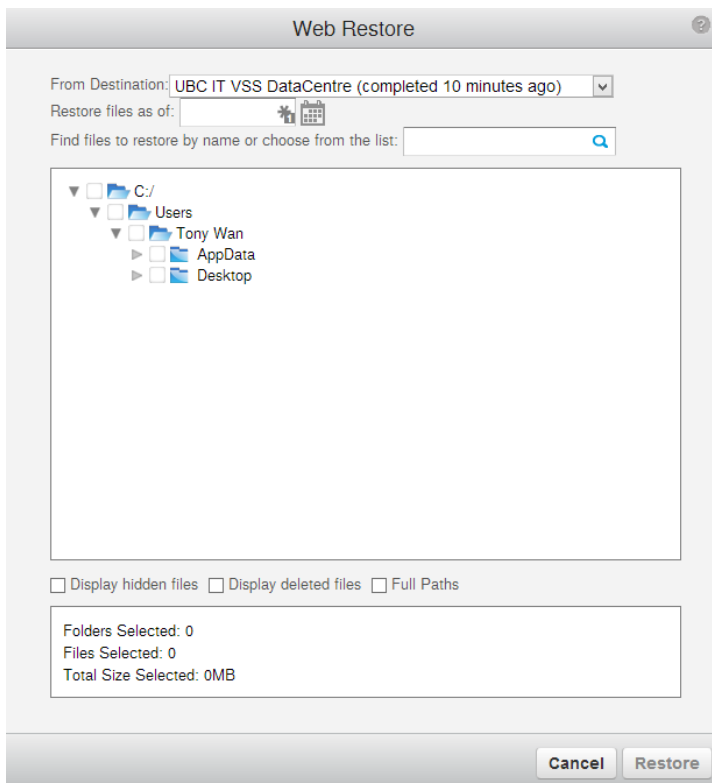 Web Restore
?
From Destination: UBC IT VSS DataCentre (completed 10 minutes ago)
Restore files as of:
Find files to restore by name or choose from the list:
C:/
Users
Tony Wan
AppData
Desktop
Display hidden files Display deleted files Full Paths
Folders Selected: 0
Files Selected: 0
Total Size Selected: 0MB
Cancel Restore